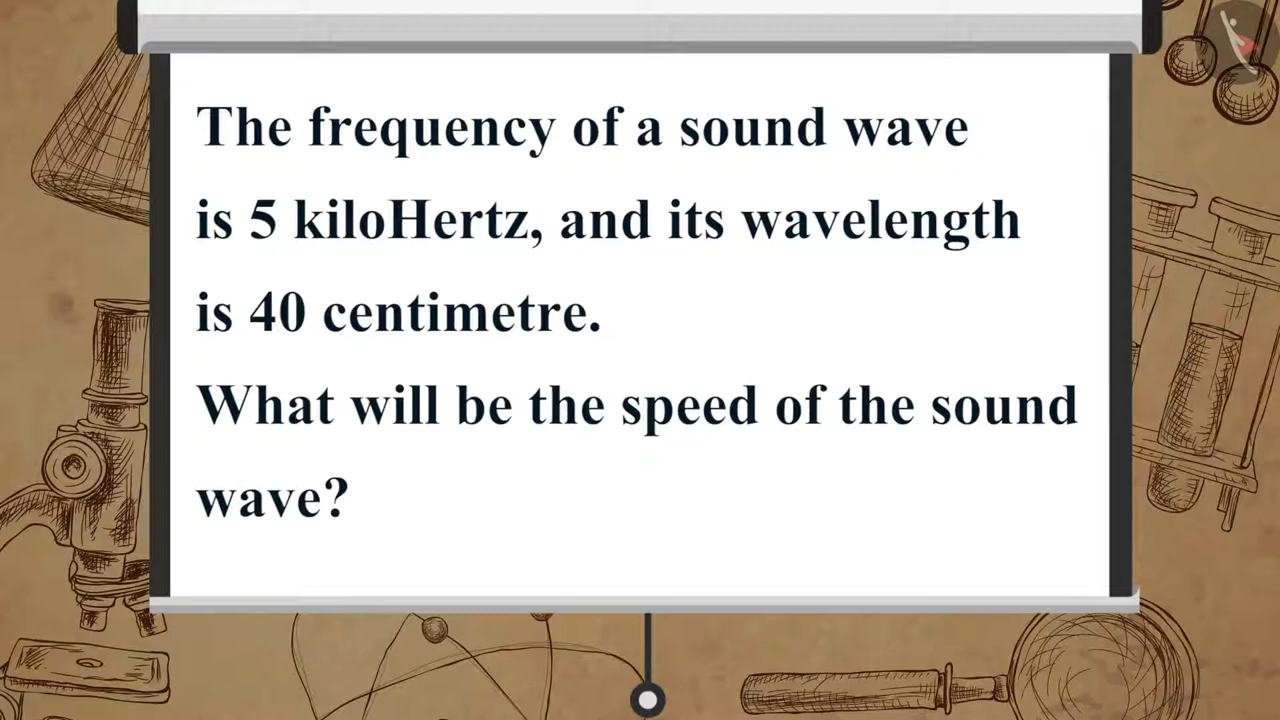 The frequency of a sound wave
is 5 kiloHertz, and its wavelength
is 40 centimetre.
What will be the speed of the sound
wave?